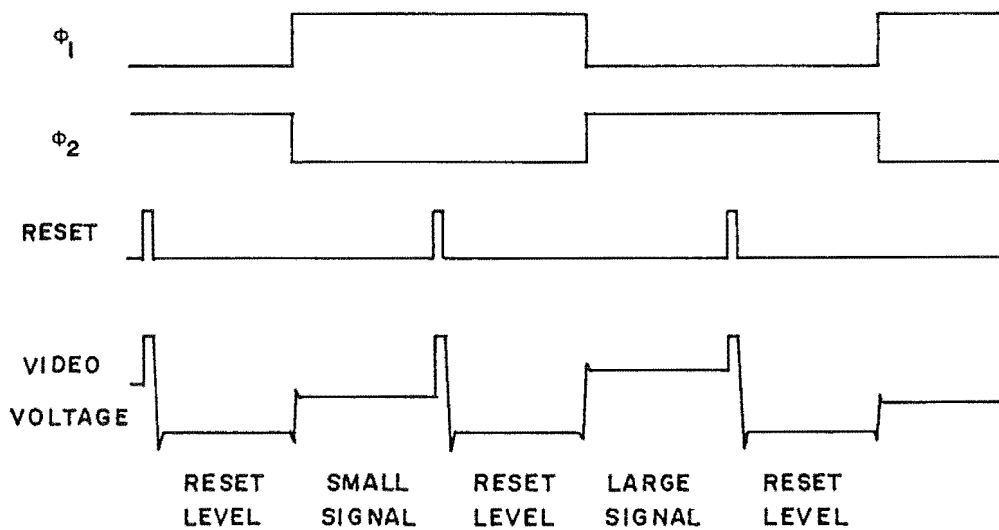 Φ1
Φ2
RESET
VIDEO
VOLTAGE
RESET LEVEL
SMALL SIGNAL
RESET LEVEL
LARGE SIGNAL
RESET LEVEL